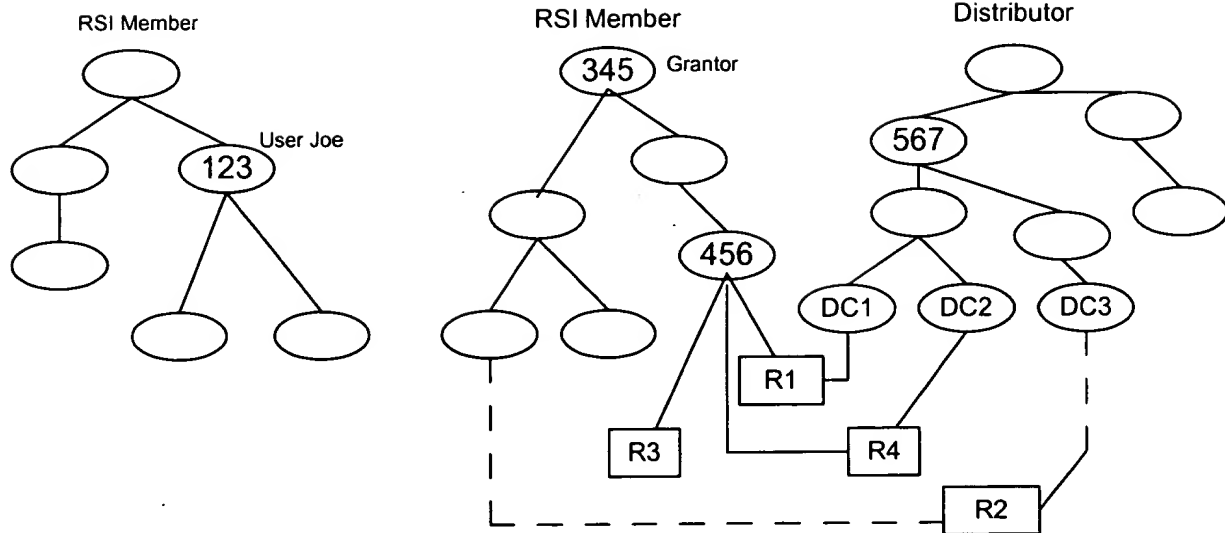 RSI Member
RSI Member
Distributor
345
Grantor
User Joe
123
567
456
DC1
DC2
DC3
R1
R3
R4
R2